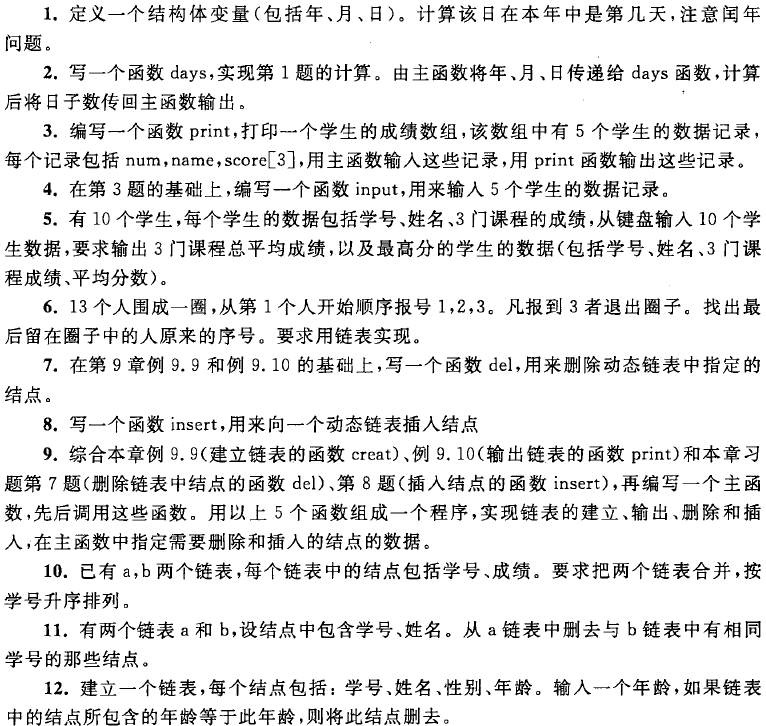 1. 定义一个结构体变量(包括年、月、日)。计算该日在本年中是第几天,注意闰年
问题。
2. 写一个函数 days,实现第 1 题的计算。由主函数将年、月、日传递给 days 函数,计算
后将日子数传回主函数输出。
3. 编写一个函数 print,打印一个学生的成绩数组,该数组中有 5 个学生的数据记录,
每个记录包括 num,name,score[3],用主函数输入这些记录,用 print 函数输出这些记录。
4. 在第 3 题的基础上,编写一个函数 input,用来输入 5 个学生的数据记录。
5. 有 10 个学生,每个学生的数据包括学号、姓名、3 门课程的成绩,从键盘输入 10 个学
生数据,要求输出 3 门课程总平均成绩,以及最高分的学生的数据(包括学号、姓名、3 门课
程成绩、平均分数)。
6. 13 个人围成一圈,从第 1 个人开始顺序报号 1,2,3。凡报到 3 者退出圈子。找出最
后留在圈子中的人原来的序号。要求用链表实现。
7. 在第 9 章例 9.9 和例 9.10 的基础上,写一个函数 del,用来删除动态链表中指定的
结点。
8. 写一个函数 insert,用来向一个动态链表插入结点
9. 综合本章例 9.9(建立链表的函数 creat)、例 9.10(输出链表的函数 print)和本章习
题第 7 题(删除链表中结点的函数 del)、第 8 题(插入结点的函数 insert),再编写一个主函
数,先后调用这些函数。用以上 5 个函数组成一个程序,实现链表的建立、输出、删除和插
入,在主函数中指定需要删除和插入的结点的数据。
10. 已有 a,b 两个链表,每个链表中的结点包括学号、成绩。要求把两个链表合并,按
学号升序排列。
11. 有两个链表 a 和 b,设结点中包含学号、姓名。从 a 链表中删去与 b 链表中有相同
学号的那些结点。
12. 建立一个链表,每个结点包括:学号、姓名、性别、年龄。输入一个年龄,如果链表
中的结点所包含的年龄等于此年龄,则将此结点删去。